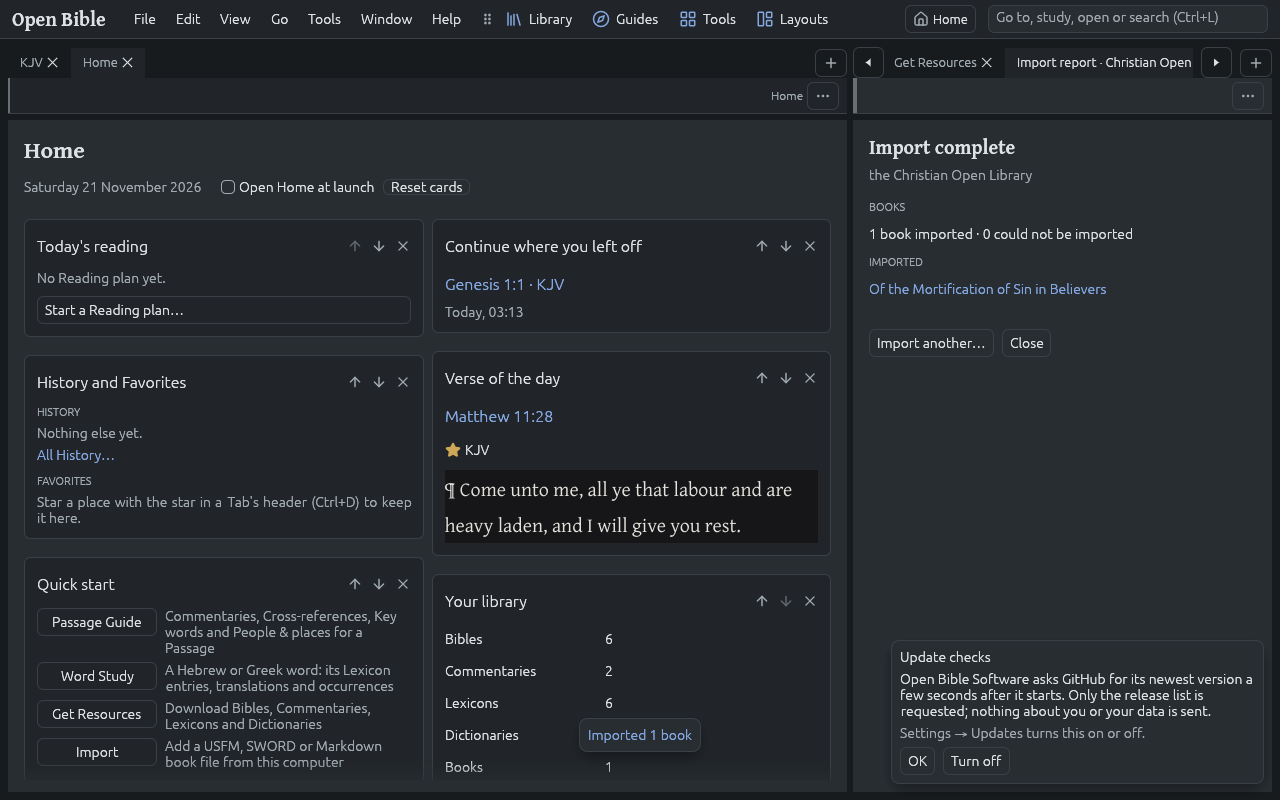 Open Bible
File Edit View Go Tools Window Help Library Guides Tools Layouts
Home
Go to, study, open or search (Ctrl+L)
KJV
Home
Get Resources
Import report · Christian Open
Home
Home
Saturday 21 November 2026
Open Home at launch
Reset cards
Today's reading
No Reading plan yet.
Start a Reading plan…
History and Favorites
HISTORY
Nothing else yet.
All History…
FAVORITES
Star a place with the star in a Tab's header (Ctrl+D) to keep
it here.
Quick start
Passage Guide
Commentaries, Cross-references, Key
words and People & places for a
Passage
Word Study
A Hebrew or Greek word: its Lexicon
entries, translations and occurrences
Get Resources
Download Bibles, Commentaries,
Lexicons and Dictionaries
Import
Add a USFM, SWORD or Markdown
book file from this computer
Continue where you left off
Genesis 1:1 · KJV
Today, 03:13
Verse of the day
Matthew 11:28
KJV
¶ Come unto me, all ye that labour and are
heavy laden, and I will give you rest.
Your library
Bibles 6
Commentaries 2
Lexicons 6
Dictionaries
Books 1
Imported 1 book
Import complete
the Christian Open Library
BOOKS
1 book imported · 0 could not be imported
IMPORTED
Of the Mortification of Sin in Believers
Import another…
Close
Update checks
Open Bible Software asks GitHub for its newest version a
few seconds after it starts. Only the release list is
requested; nothing about you or your data is sent.
Settings → Updates turns this on or off.
OK
Turn off